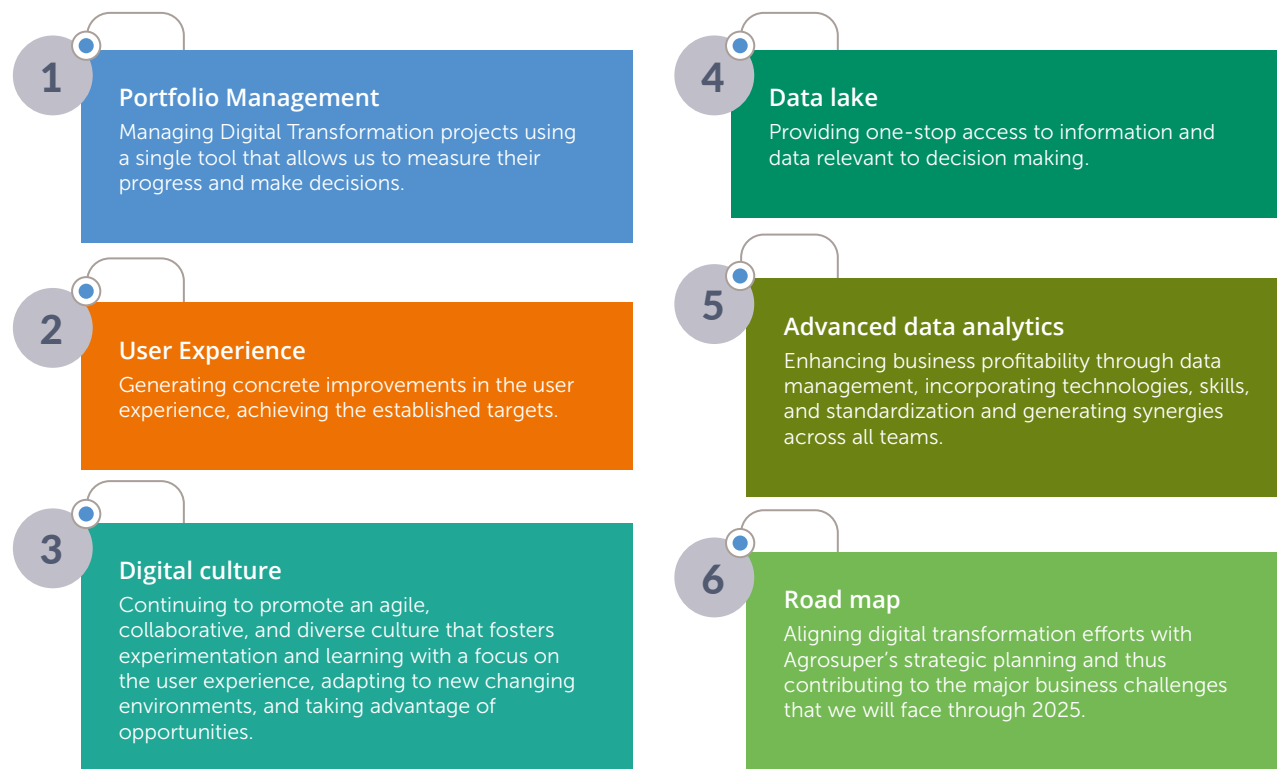 1
Portfolio Management
Managing Digital Transformation projects using
a single tool that allows us to measure their
progress and make decisions.
2
User Experience
Generating concrete improvements in the user
experience, achieving the established targets.
3
Digital culture
Continuing to promote an agile,
collaborative, and diverse culture that fosters
experimentation and learning with a focus on
the user experience, adapting to new changing
environments, and taking advantage of
opportunities.
4
Data lake
Providing one-stop access to information and
data relevant to decision making.
5
Advanced data analytics
Enhancing business profitability through data
management, incorporating technologies, skills,
and standardization and generating synergies
across all teams.
6
Road map
Aligning digital transformation efforts with
Agrosuper’s strategic planning and thus
contributing to the major business challenges
that we will face through 2025.